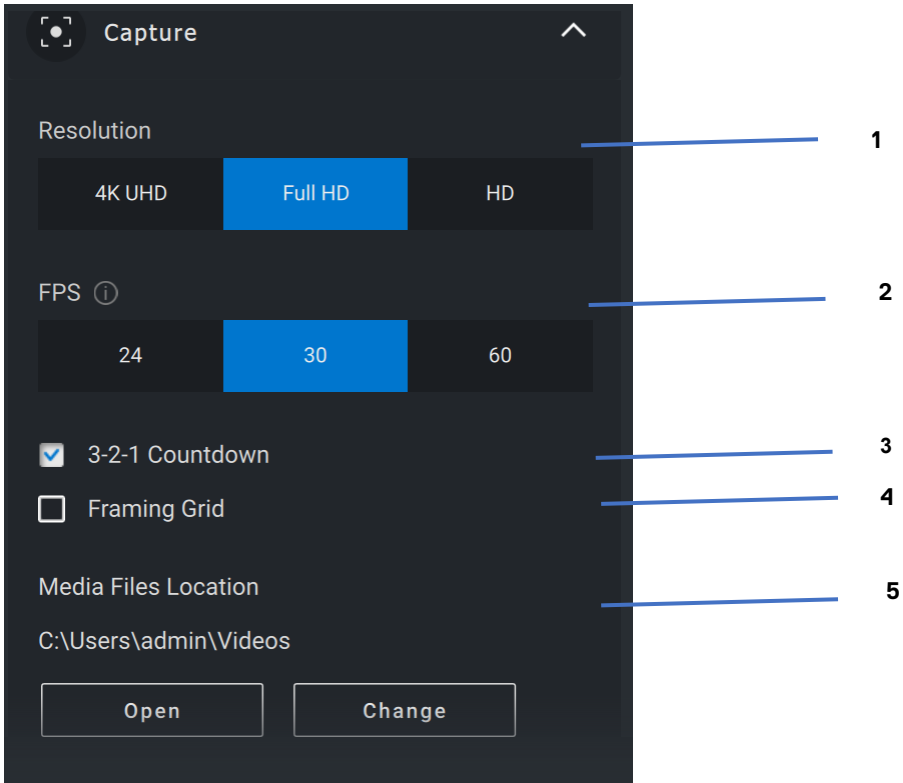 Capture
Resolution
1
4K UHD Full HD HD
FPS
2
24 30 60
3-2-1 Countdown
3
Framing Grid
4
Media Files Location
5
C:\Users\admin\Videos
Open Change